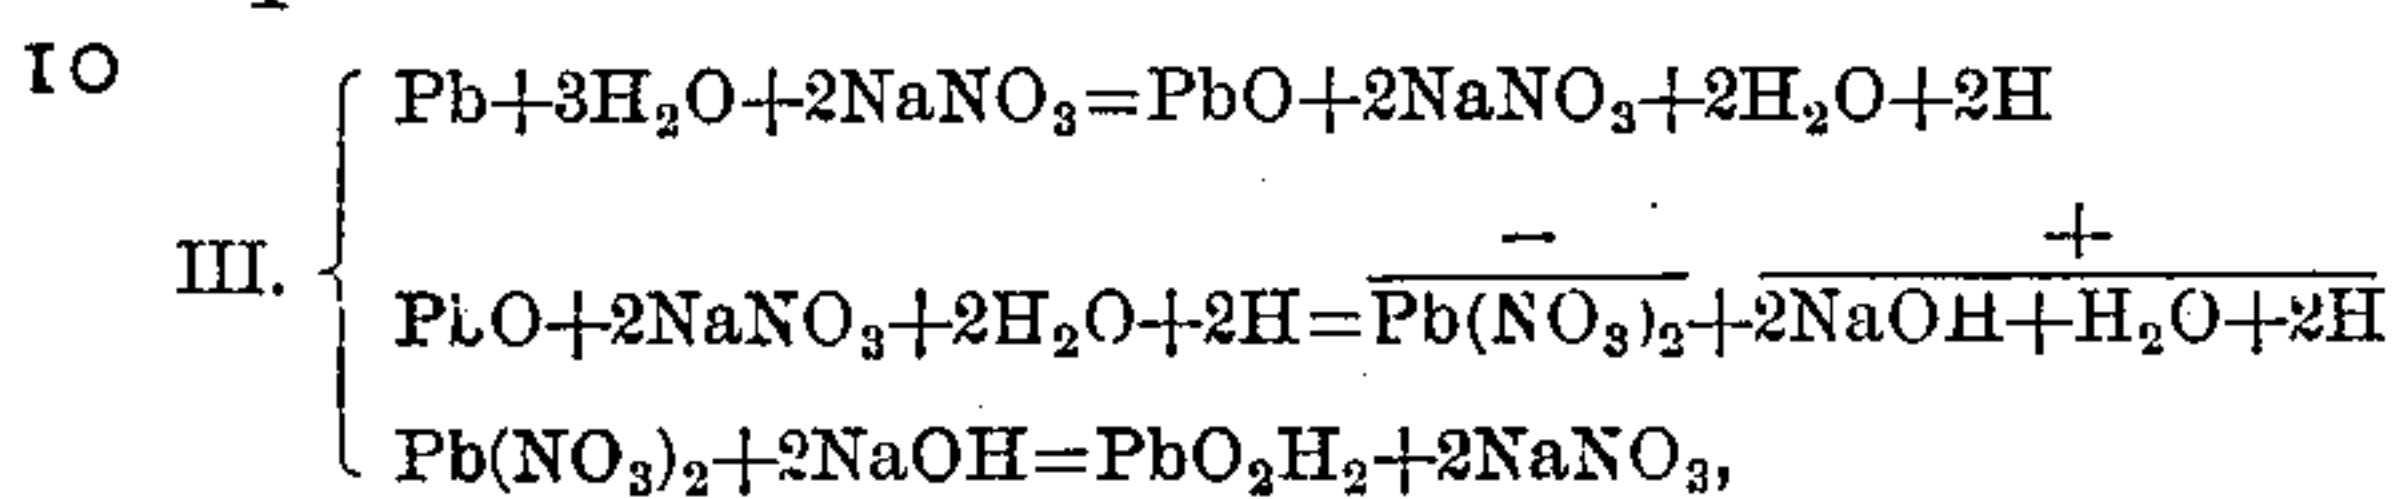 10
Pb+3H₂O+2NaNO₃=PbO+2NaNO₃+2H₂O+2H
− +
III. PbO+2NaNO₃+2H₂O+2H=Pb(NO₃)₂+2NaOH+H₂O+2H
Pb(NO₃)₂+2NaOH=PbO₂H₂+2NaNO₃,